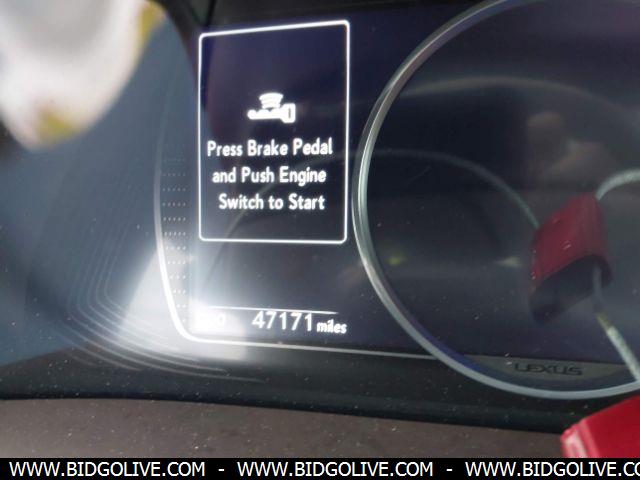 Press Brake Pedal
and Push Engine
Switch to Start
47171 miles
LEXUS
WWW.BIDGOLIVE.COM - WWW.BIDGOLIVE.COM - WWW.BIDGOLIVE.COM